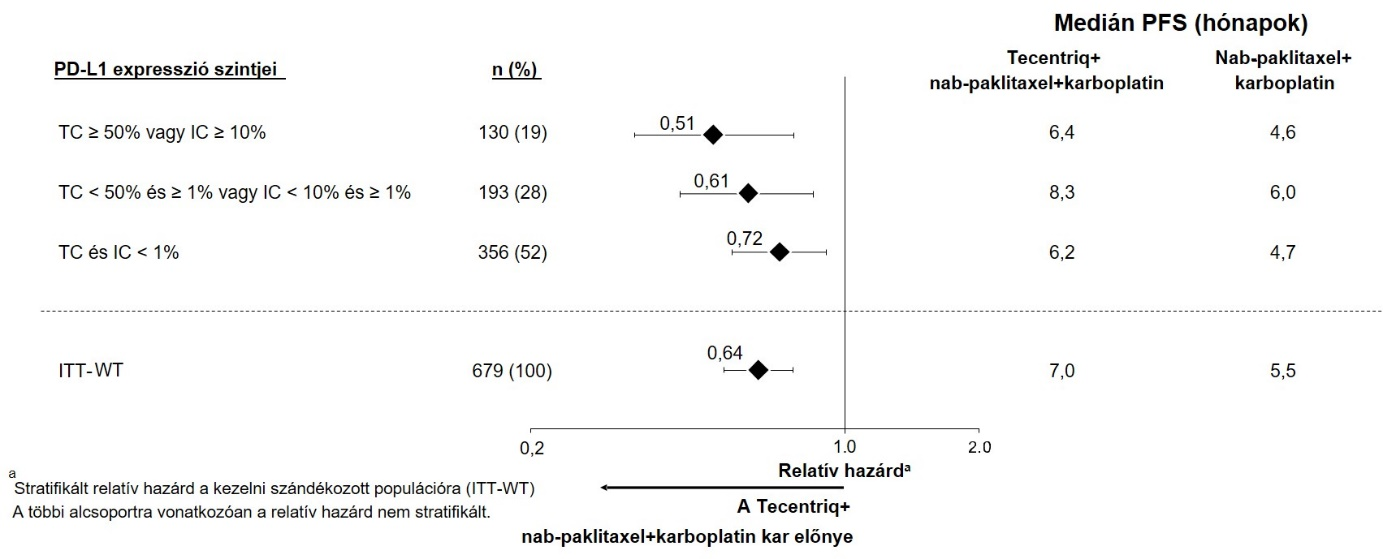 Medián PFS (hónapok)
PD-L1 expresszió szintjei n (%) Tecentriq+ Nab-paklitaxel+
nab-paklitaxel+karboplatin karboplatin
TC ≥ 50% vagy IC ≥ 10% 130 (19) 0,51 6,4 4,6
TC < 50% és ≥ 1% vagy IC < 10% és ≥ 1% 193 (28) 0,61 8,3 6,0
TC és IC < 1% 356 (52) 0,72 6,2 4,7
ITT-WT 679 (100) 0,64 7,0 5,5
0,2 1.0 2.0
Relatív hazárdᵃ
ᵃStratifikált relatív hazárd a kezelni szándékozott populációra (ITT-WT)
A többi alcsoportra vonatkozóan a relatív hazárd nem stratifikált.
A Tecentriq+
nab-paklitaxel+karboplatin kar előnye